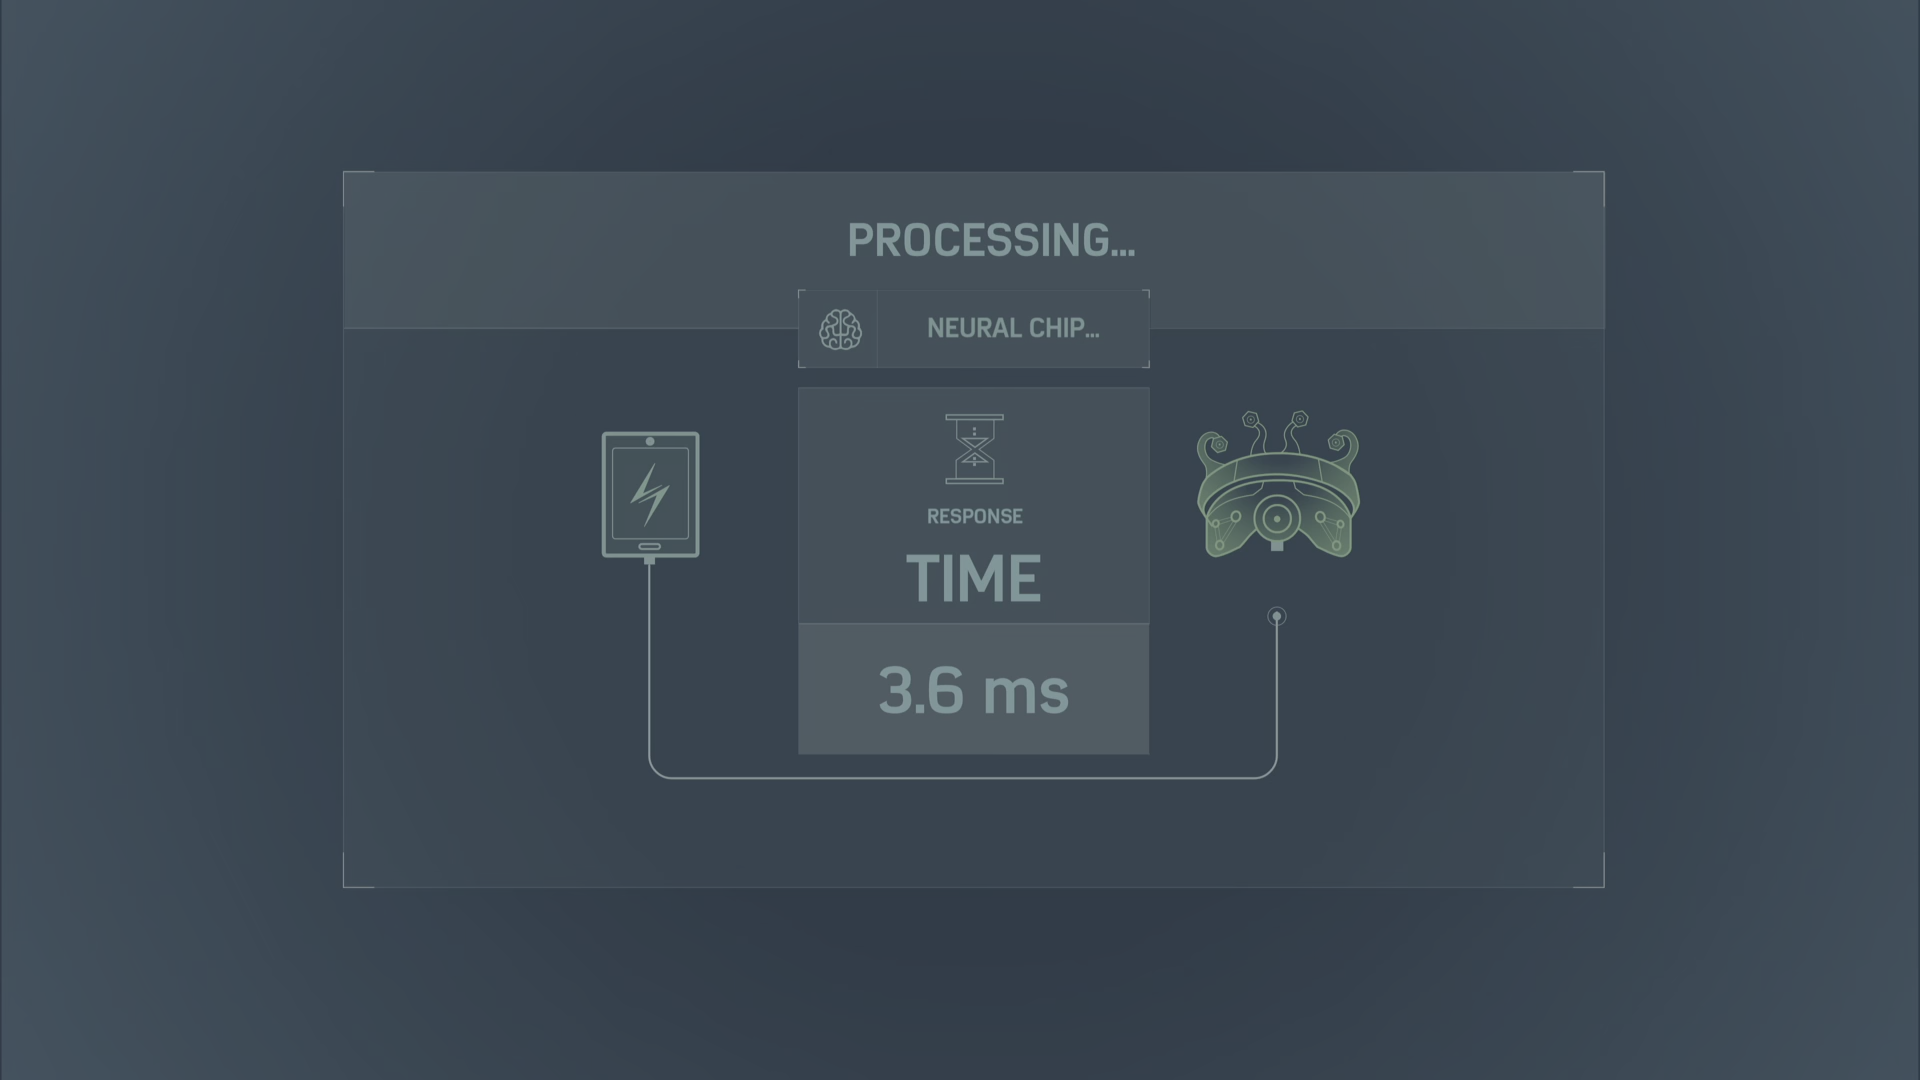 PROCESSING...
NEURAL CHIP...
RESPONSE
TIME
3.6 ms